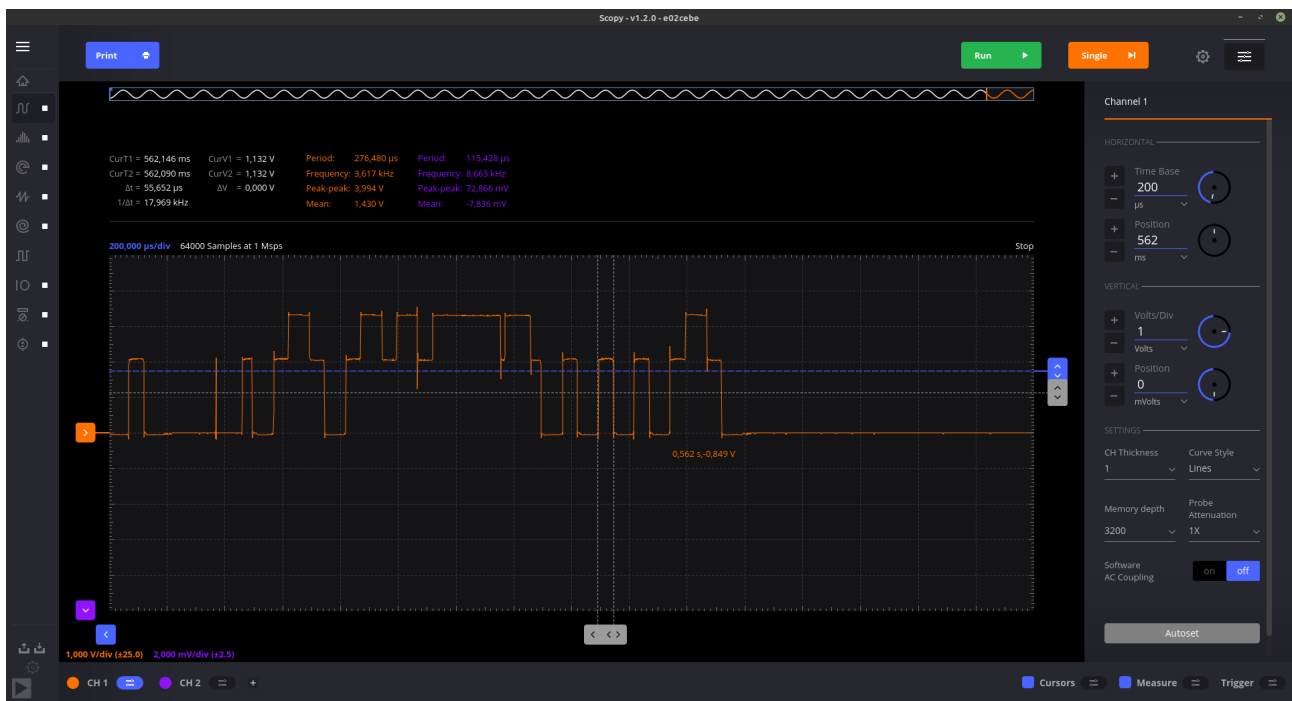 Scopy - v1.2.0 - e02cebe
Print
Run
Single
Channel 1
HORIZONTAL
Time Base
200
µs
Position
562
ms
VERTICAL
Volts/Div
1
Volts
Position
0
mVolts
SETTINGS
CH Thickness Curve Style
1 Lines
Memory depth Probe Attenuation
3200 1X
Software AC Coupling on off
Autoset
CurT1 = 562,146 ms CurV1 = 1,132 V Period: 276,480 µs Period: 115,428 µs
CurT2 = 562,090 ms CurV2 = 1,132 V Frequency: 3,617 kHz Frequency: 8,663 kHz
Δt = 55,652 µs ΔV = 0,000 V Peak-peak: 3,994 V Peak-peak: 72,866 mV
1/Δt = 17,969 kHz Mean: 1,430 V Mean: -7,836 mV
200,000 µs/div 64000 Samples at 1 Msps Stop
0,562 s,-0,849 V
1,000 V/div (±25.0) 2,000 mV/div (±2.5)
CH 1 CH 2 + Cursors Measure Trigger